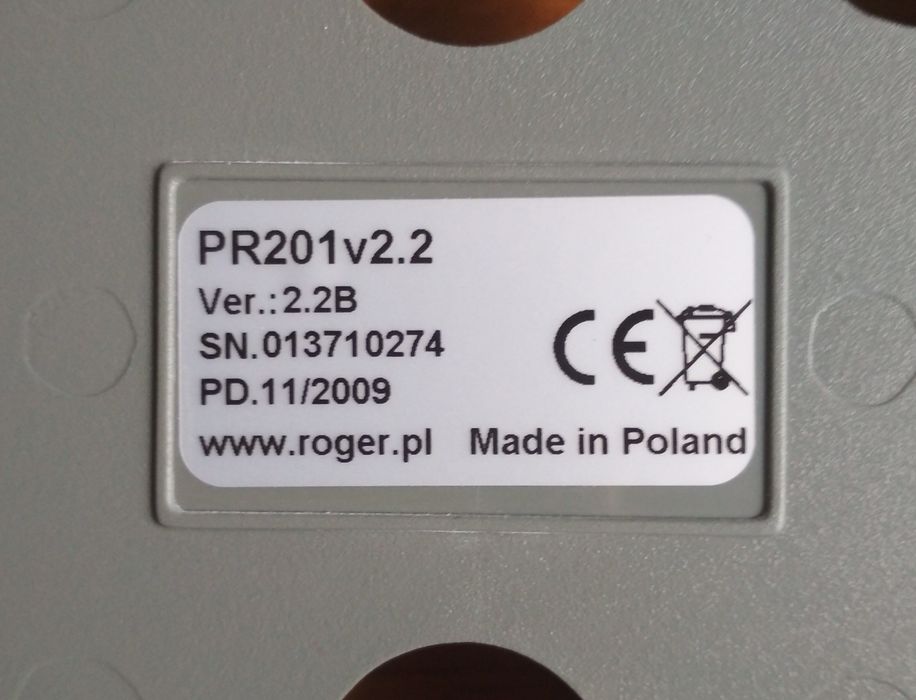 PR201v2.2
Ver.:2.2B
SN.013710274
PD.11/2009
CE
www.roger.pl Made in Poland